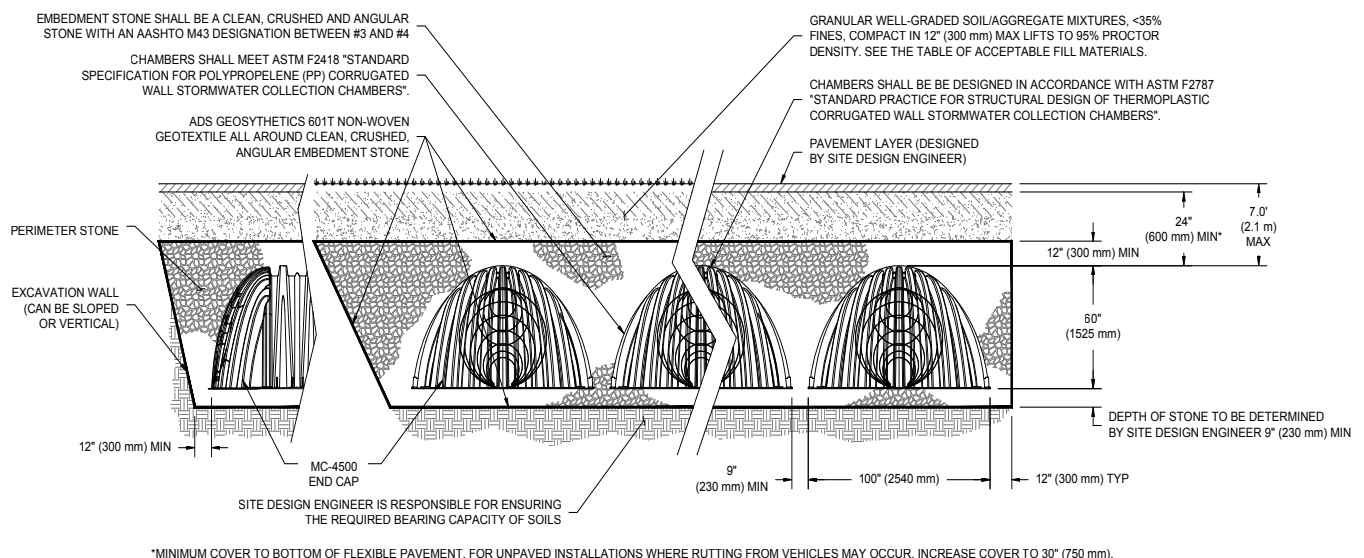 EMBEDMENT STONE SHALL BE A CLEAN, CRUSHED AND ANGULAR
STONE WITH AN AASHTO M43 DESIGNATION BETWEEN #3 AND #4
CHAMBERS SHALL MEET ASTM F2418 "STANDARD
SPECIFICATION FOR POLYPROPELENE (PP) CORRUGATED
WALL STORMWATER COLLECTION CHAMBERS".
ADS GEOSYTHETICS 601T NON-WOVEN
GEOTEXTILE ALL AROUND CLEAN, CRUSHED,
ANGULAR EMBEDMENT STONE
GRANULAR WELL-GRADED SOIL/AGGREGATE MIXTURES, <35%
FINES, COMPACT IN 12" (300 mm) MAX LIFTS TO 95% PROCTOR
DENSITY. SEE THE TABLE OF ACCEPTABLE FILL MATERIALS.
CHAMBERS SHALL BE BE DESIGNED IN ACCORDANCE WITH ASTM F2787
"STANDARD PRACTICE FOR STRUCTURAL DESIGN OF THERMOPLASTIC
CORRUGATED WALL STORMWATER COLLECTION CHAMBERS".
PAVEMENT LAYER (DESIGNED
BY SITE DESIGN ENGINEER)
PERIMETER STONE
EXCAVATION WALL
(CAN BE SLOPED
OR VERTICAL)
24"
(600 mm) MIN*
7.0'
(2.1 m)
MAX
12" (300 mm) MIN
60"
(1525 mm)
DEPTH OF STONE TO BE DETERMINED
BY SITE DESIGN ENGINEER 9" (230 mm) MIN
12" (300 mm) MIN
MC-4500
END CAP
9"
(230 mm) MIN
100" (2540 mm)
12" (300 mm) TYP
SITE DESIGN ENGINEER IS RESPONSIBLE FOR ENSURING
THE REQUIRED BEARING CAPACITY OF SOILS
*MINIMUM COVER TO BOTTOM OF FLEXIBLE PAVEMENT. FOR UNPAVED INSTALLATIONS WHERE RUTTING FROM VEHICLES MAY OCCUR, INCREASE COVER TO 30" (750 mm).